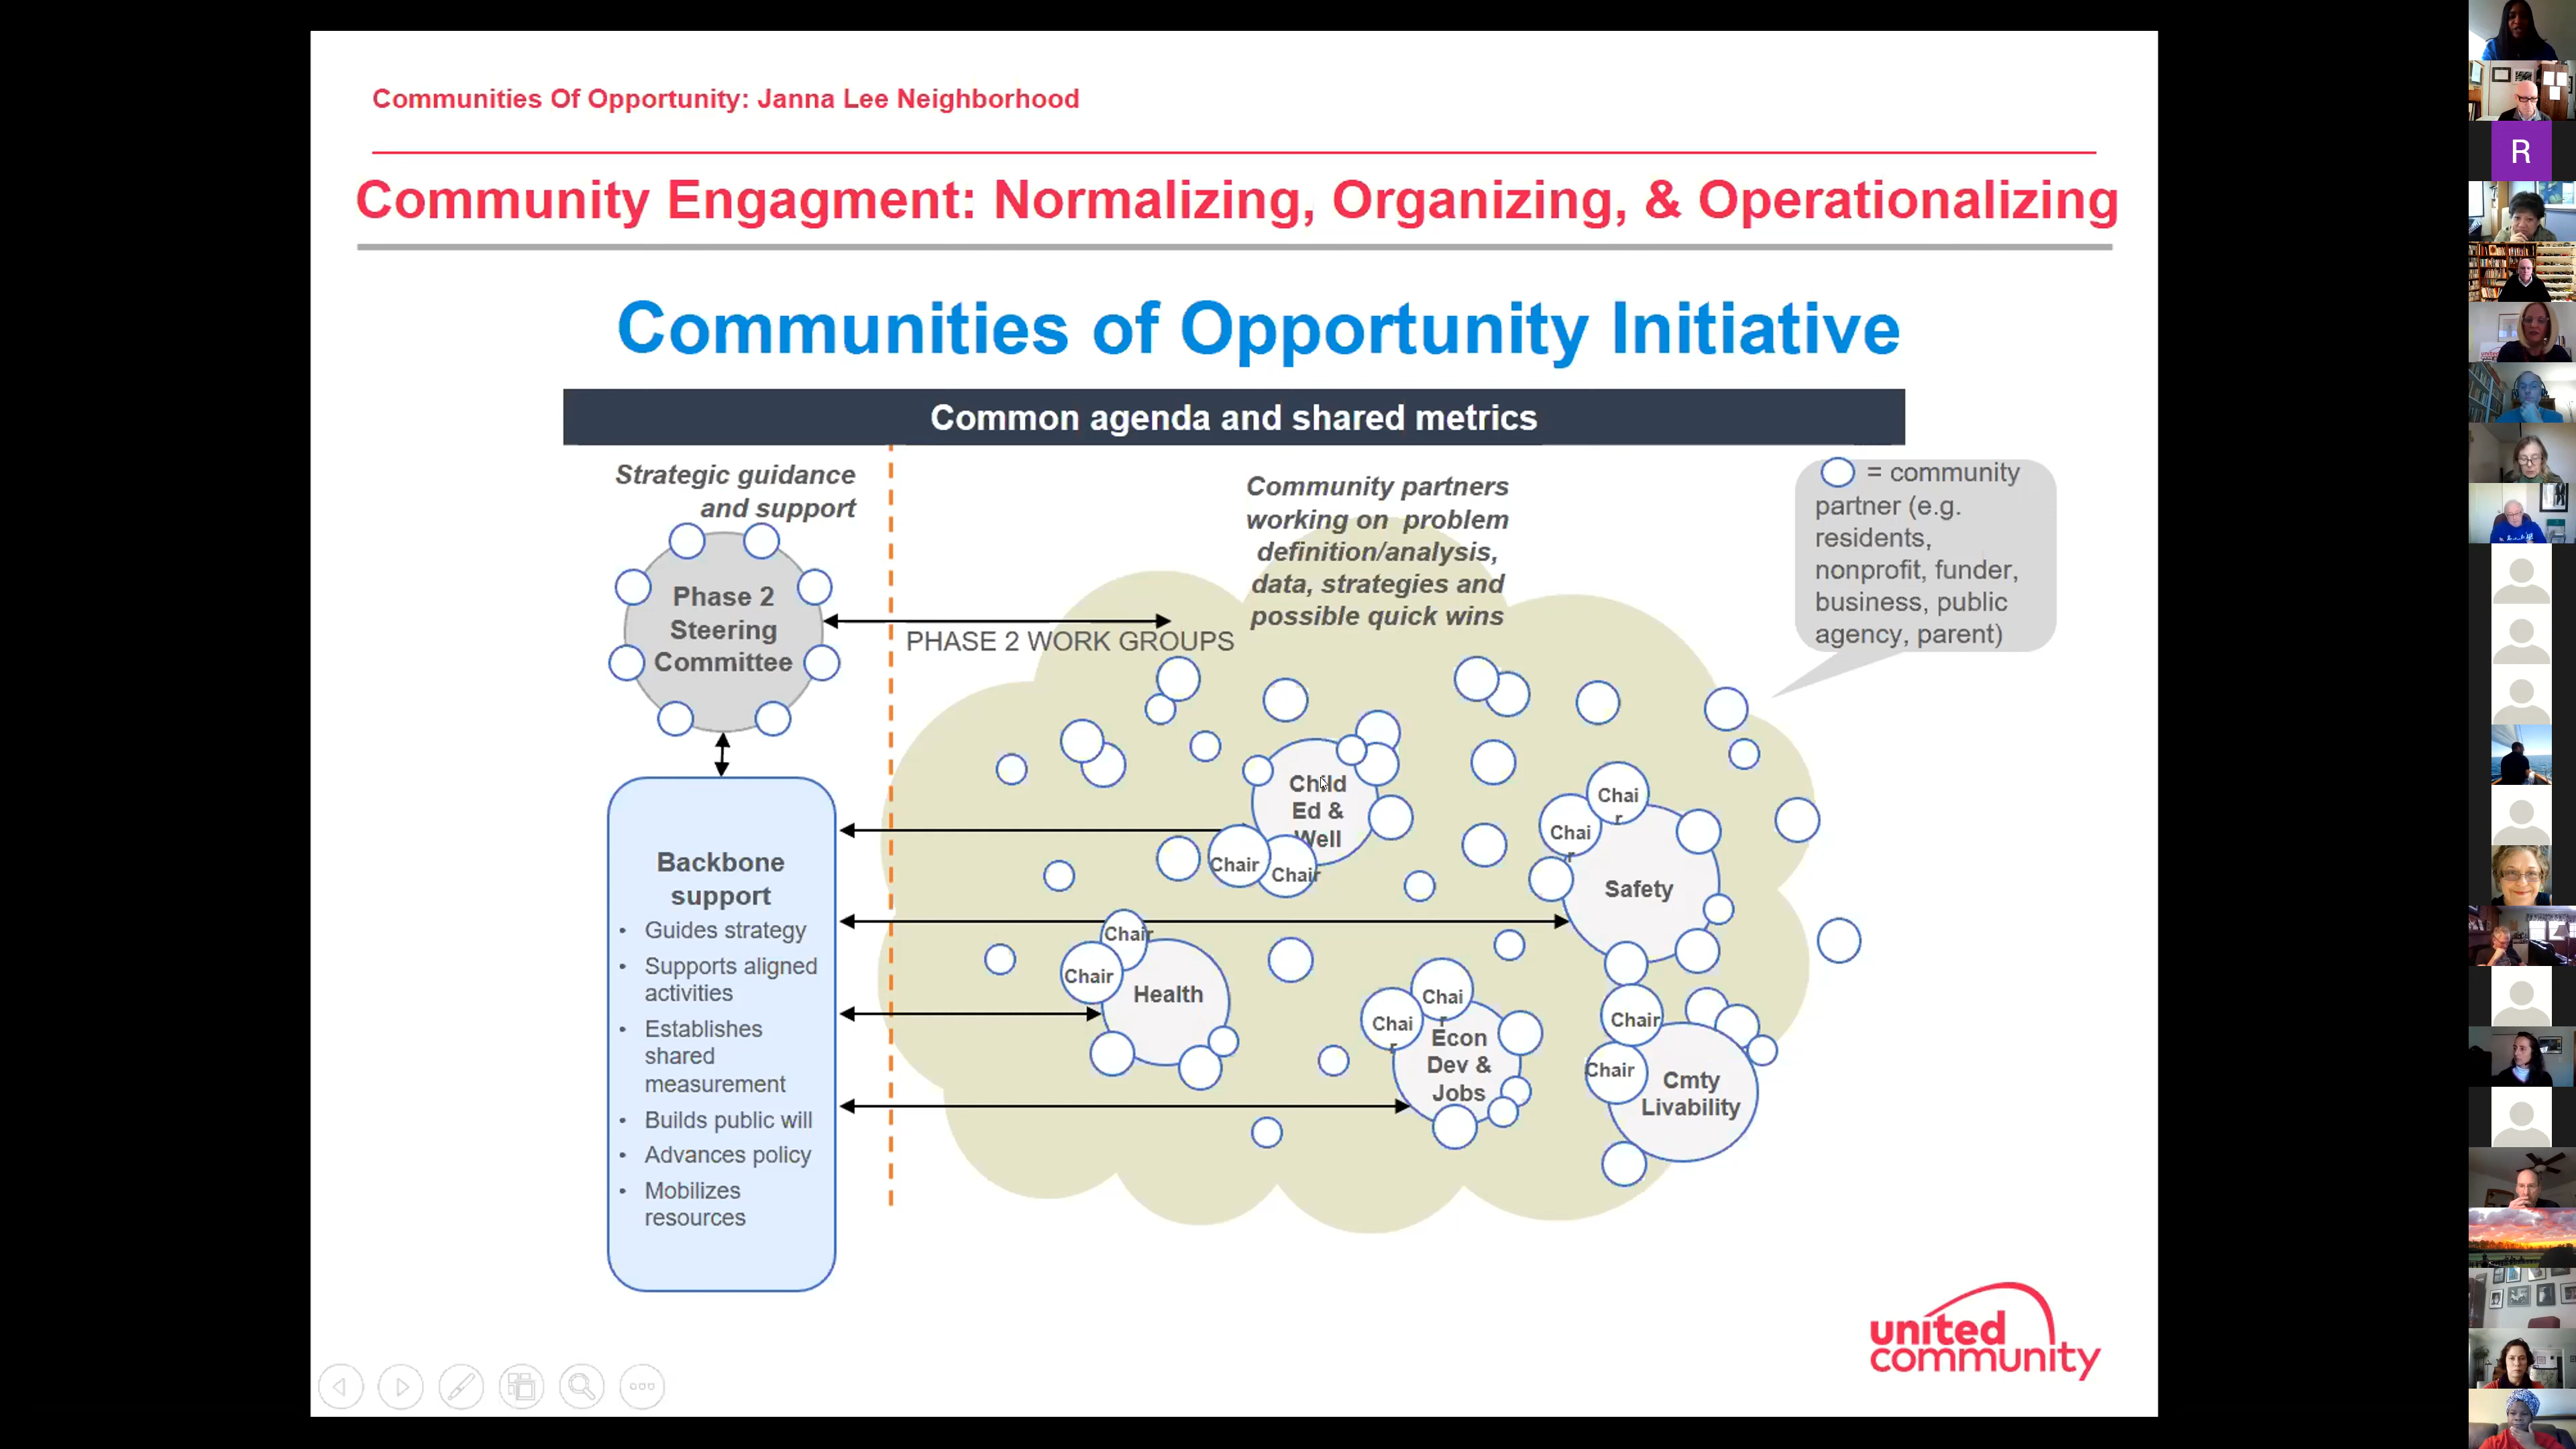 Communities Of Opportunity: Janna Lee Neighborhood
Community Engagment: Normalizing, Organizing, & Operationalizing
Communities of Opportunity Initiative
Common agenda and shared metrics
Strategic guidance
and support
Phase 2
Steering
Committee
Community partners
working on problem
definition/analysis,
data, strategies and
possible quick wins
PHASE 2 WORK GROUPS
= community
partner (e.g.
residents,
nonprofit, funder,
business, public
agency, parent)
Backbone
support
• Guides strategy
• Supports aligned
activities
• Establishes
shared
measurement
• Builds public will
• Advances policy
• Mobilizes
resources
Child
Ed &
Well
Chair
Chair
Chai
r
Chai
r
Safety
Chair
Chair
Health
Chai
r
Chai
r
Econ
Dev &
Jobs
Chair
Chair
Cmty
Livability
united
community
R